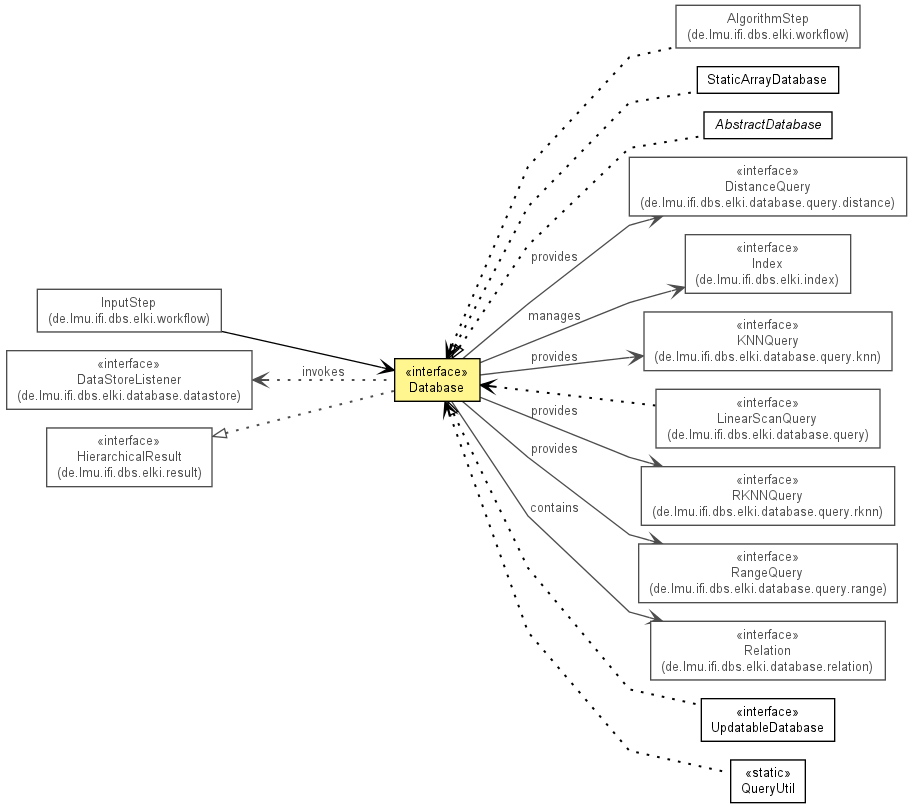 AlgorithmStep
(de.lmu.ifi.dbs.elki.workflow)
StaticArrayDatabase
AbstractDatabase
«interface»
DistanceQuery
(de.lmu.ifi.dbs.elki.database.query.distance)
provides
«interface»
Index
(de.lmu.ifi.dbs.elki.index)
manages
«interface»
KNNQuery
(de.lmu.ifi.dbs.elki.database.query.knn)
provides
InputStep
(de.lmu.ifi.dbs.elki.workflow)
«interface»
DataStoreListener
(de.lmu.ifi.dbs.elki.database.datastore)
invokes
«interface»
Database
«interface»
HierarchicalResult
(de.lmu.ifi.dbs.elki.result)
«interface»
LinearScanQuery
(de.lmu.ifi.dbs.elki.database.query)
provides
«interface»
RKNNQuery
(de.lmu.ifi.dbs.elki.database.query.rknn)
provides
«interface»
RangeQuery
(de.lmu.ifi.dbs.elki.database.query.range)
contains
«interface»
Relation
(de.lmu.ifi.dbs.elki.database.relation)
«interface»
UpdatableDatabase
«static»
QueryUtil